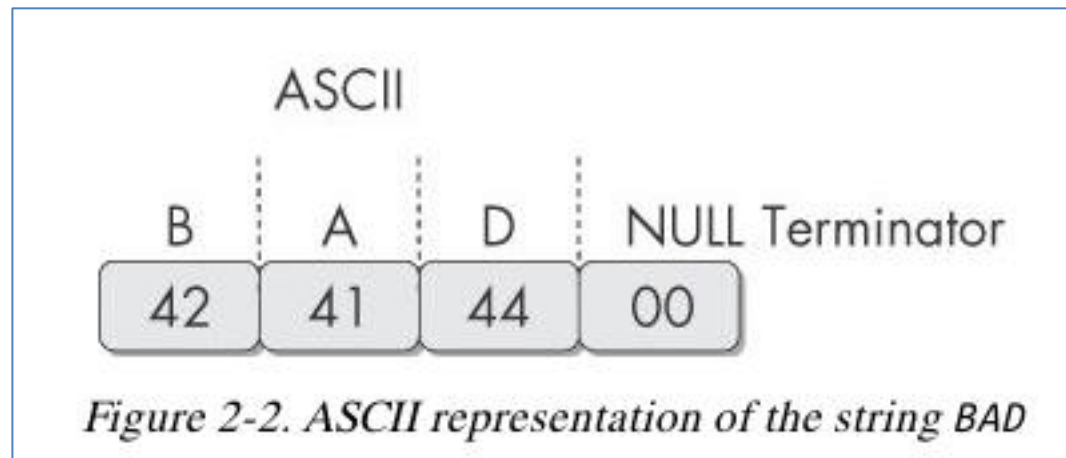 ASCII
B A D NULL Terminator
42 41 44 00
Figure 2-2. ASCII representation of the string BAD